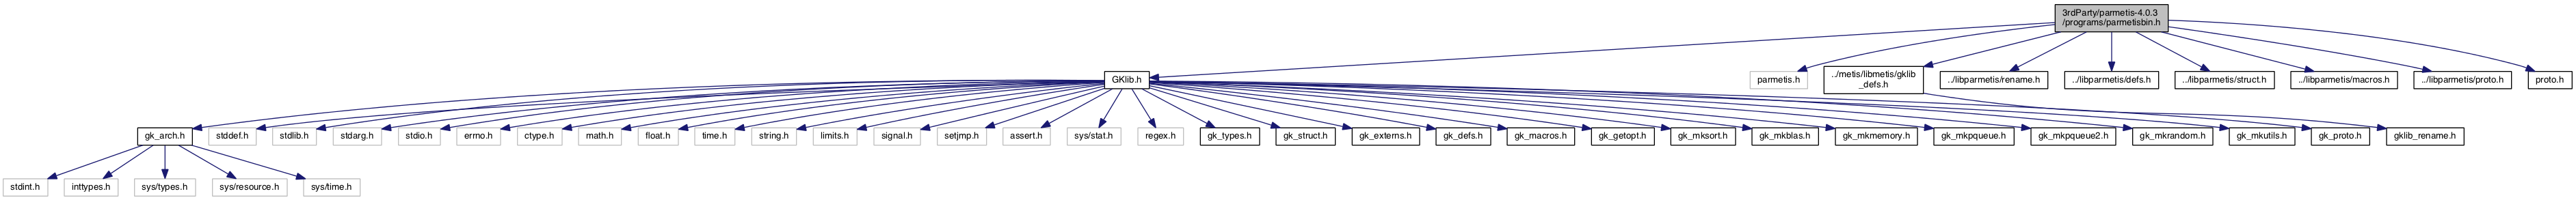 3rdParty/parmetis-4.0.3
/programs/parmetisbin.h
GKlib.h
parmetis.h
../metis/libmetis/gklib
_defs.h
../libparmetis/rename.h
../libparmetis/defs.h
../libparmetis/struct.h
../libparmetis/macros.h
../libparmetis/proto.h
proto.h
gk_arch.h
stddef.h
stdlib.h
stdarg.h
stdio.h
errno.h
ctype.h
math.h
float.h
time.h
string.h
limits.h
signal.h
setjmp.h
assert.h
sys/stat.h
regex.h
gk_types.h
gk_struct.h
gk_externs.h
gk_defs.h
gk_macros.h
gk_getopt.h
gk_mksort.h
gk_mkblas.h
gk_mkmemory.h
gk_mkpqueue.h
gk_mkpqueue2.h
gk_mkrandom.h
gk_mkutils.h
gk_proto.h
gklib_rename.h
stdint.h
inttypes.h
sys/types.h
sys/resource.h
sys/time.h